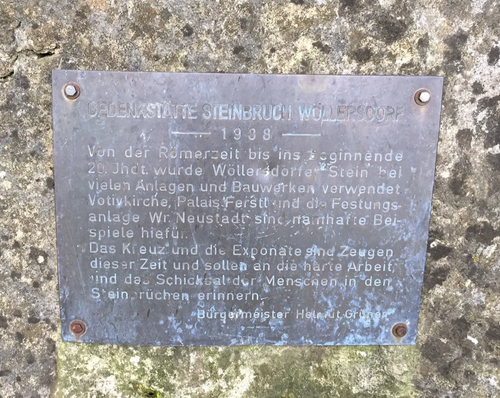 GEDENKSTÄTTE STEINBRUCH WÖLLERSDORF
1998
Von der Römerzeit bis ins beginnende
20. Jhdt. wurde Wöllersdorfer Stein bei
vielen Anlagen und Bauwerken verwendet.
Votivkirche, Palais Ferstl und die Festungs-
anlage Wr. Neustadt sind namhafte Bei-
spiele hiefür.
Das Kreuz und die Exponate sind Zeugen
dieser Zeit und sollen an die harte Arbeit
und das Schicksal der Menschen in den
Steinbrüchen erinnern.
Bürgermeister Helmut Grüner